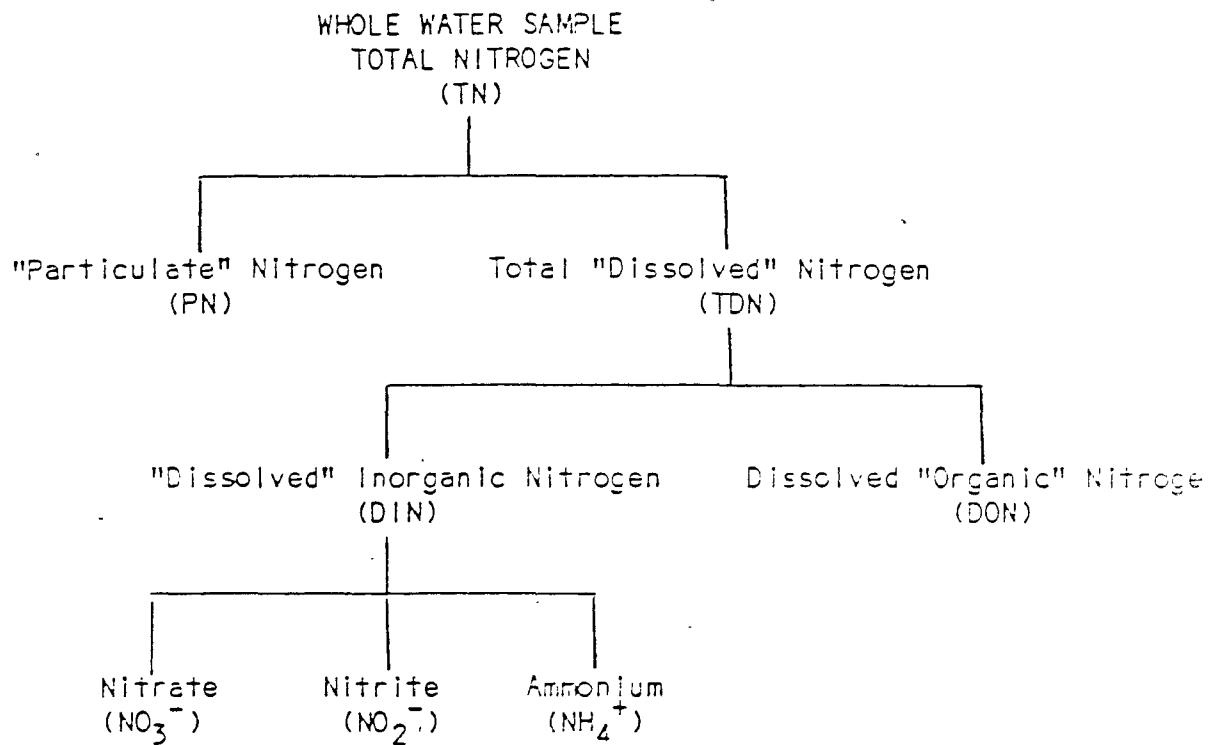 WHOLE WATER SAMPLE
TOTAL NITROGEN
(TN)
"Particulate" Nitrogen
(PN)
Total "Dissolved" Nitrogen
(TDN)
"Dissolved" Inorganic Nitrogen
(DIN)
Dissolved "Organic" Nitroge
(DON)
Nitrate
(NO₃⁻)
Nitrite
(NO₂⁻)
Ammonium
(NH₄⁺)